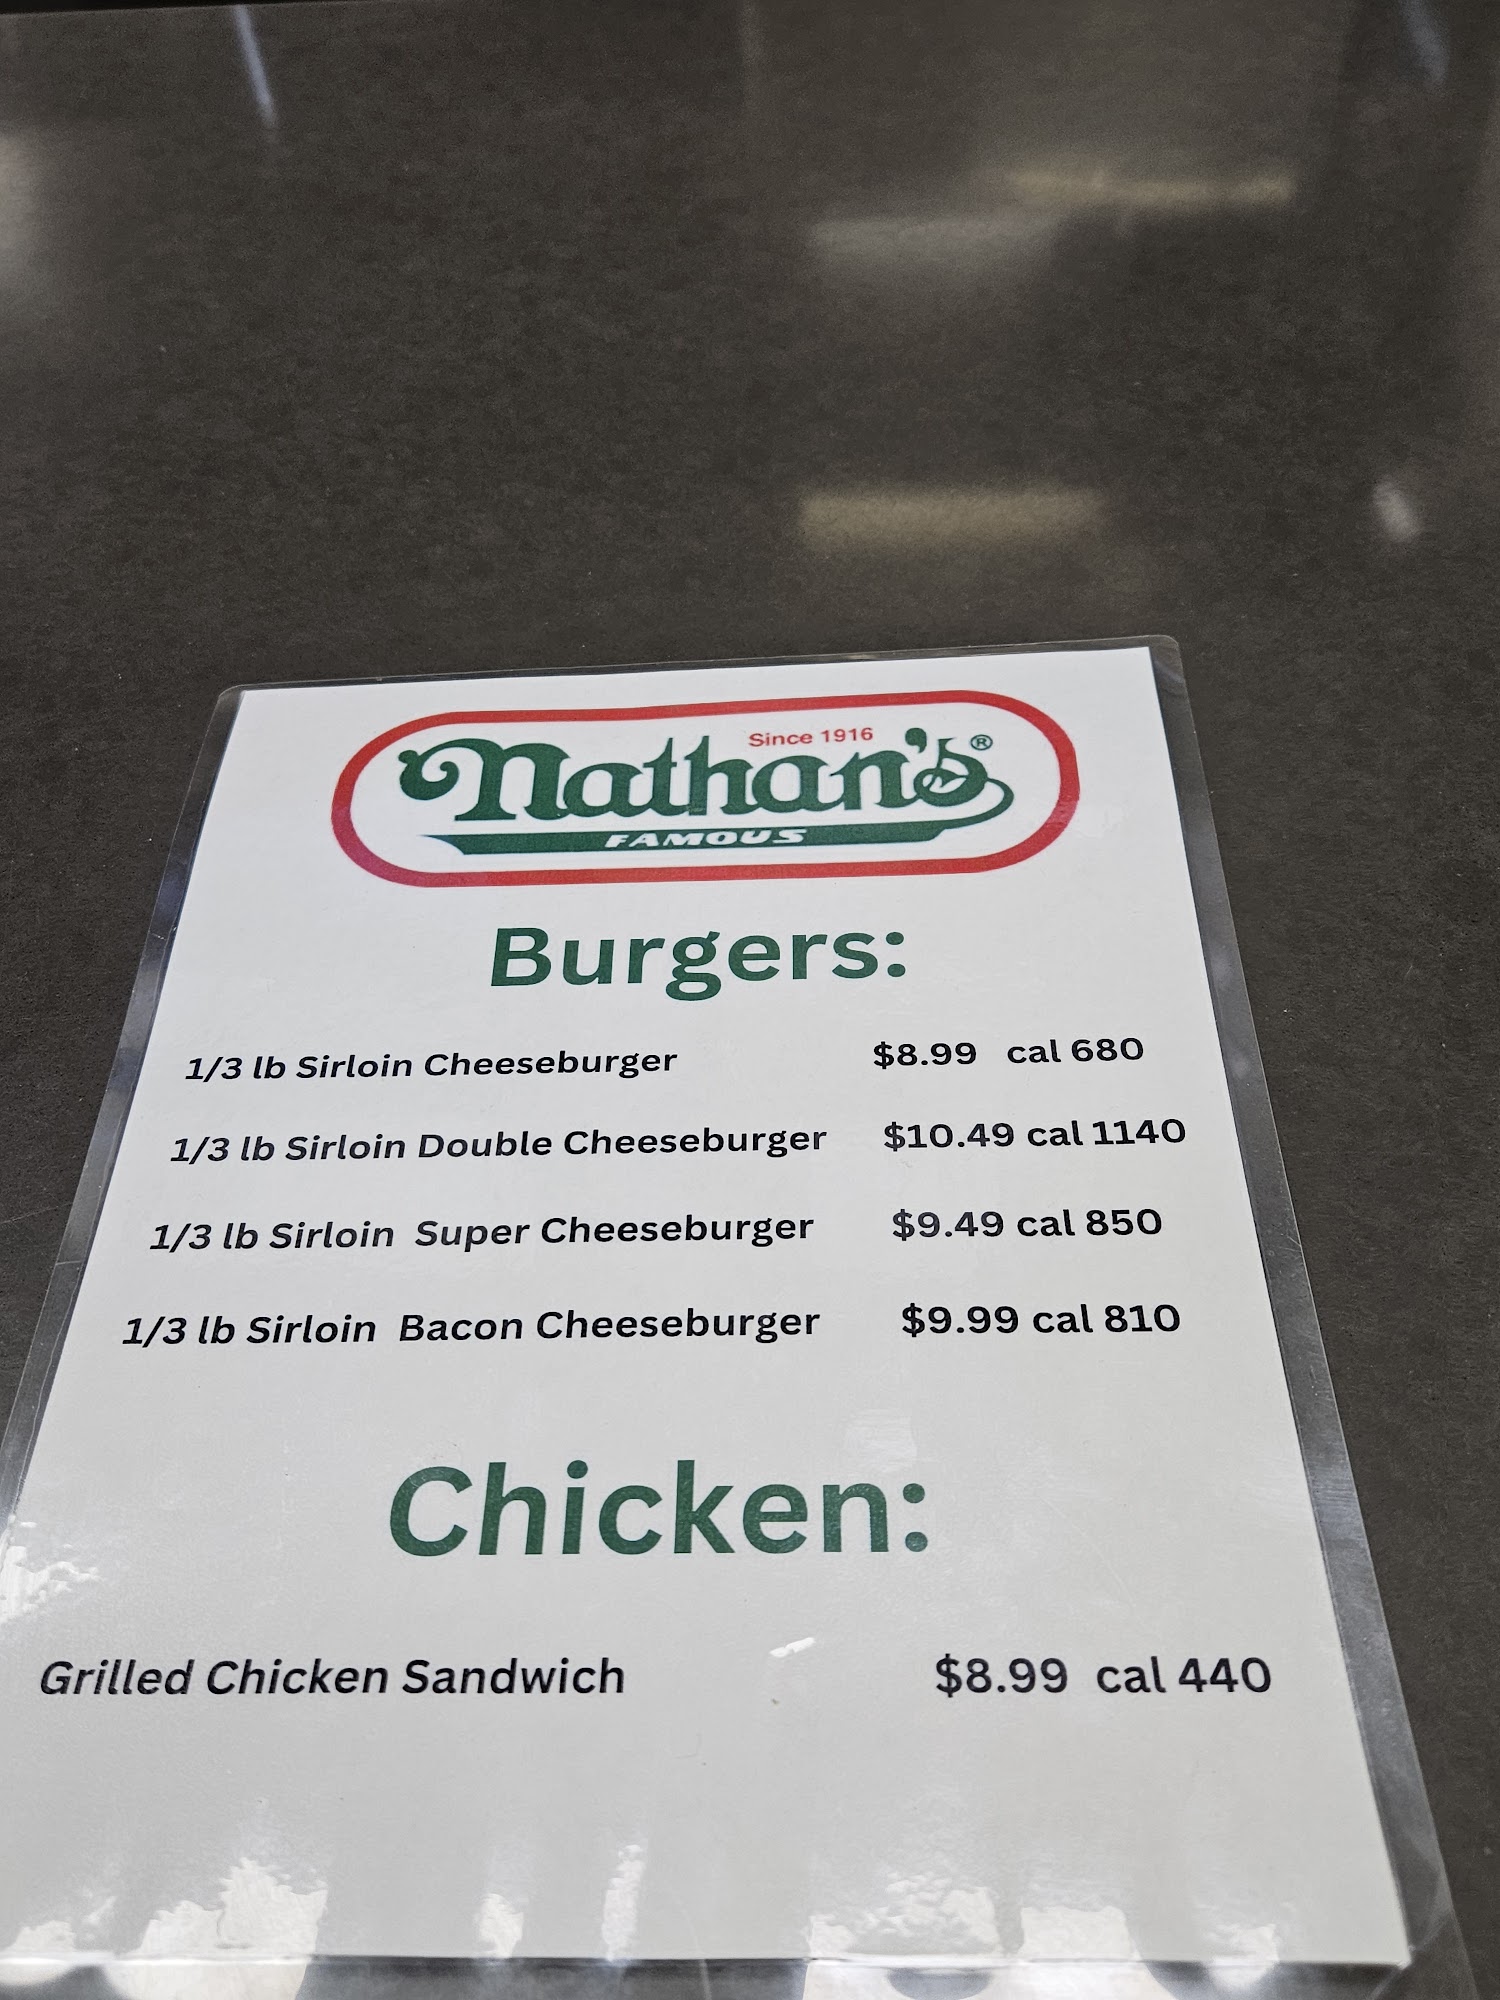 Since 1916
Nathan's®
FAMOUS
Burgers:
1/3 lb Sirloin Cheeseburger $8.99 cal 680
1/3 lb Sirloin Double Cheeseburger $10.49 cal 1140
1/3 lb Sirloin Super Cheeseburger $9.49 cal 850
1/3 lb Sirloin Bacon Cheeseburger $9.99 cal 810
Chicken:
Grilled Chicken Sandwich $8.99 cal 440